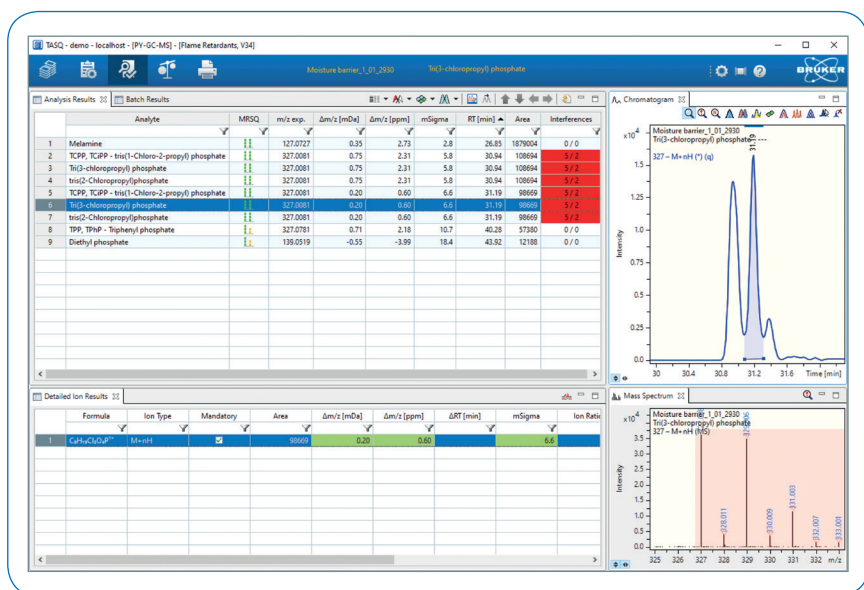 TASQ - demo - localhost - [PY-GC-MS] - [Flame Retardants, V34]
Moisture barrier_1_01_2930 Tri(3-chloropropyl) phosphate
BRUKER
Analysis Results Batch Results
Analyte MRSQ m/z exp. Δm/z [mDa] Δm/z [ppm] mSigma RT [min] Area Interferences
1 Melamine 127.0727 0.35 2.73 2.8 26.85 1879004 0 / 0
2 TCPP, TCiPP - tris(1-Chloro-2-propyl) phosphate 327.0081 0.75 2.31 5.8 30.94 108694 5 / 2
3 Tri(3-chloropropyl) phosphate 327.0081 0.75 2.31 5.8 30.94 108694 5 / 2
4 tris(2-Chloropropyl)phosphate 327.0081 0.75 2.31 5.8 30.94 108694 5 / 2
5 TCPP, TCiPP - tris(1-Chloro-2-propyl) phosphate 327.0081 0.20 0.60 6.6 31.19 98669 5 / 2
6 Tri(3-chloropropyl) phosphate 327.0081 0.20 0.60 6.6 31.19 98669 5 / 2
7 tris(2-Chloropropyl)phosphate 327.0081 0.20 0.60 6.6 31.19 98669 5 / 2
8 TPP, TPhP - Triphenyl phosphate 327.0781 0.71 2.18 10.7 40.28 57380 0 / 0
9 Diethyl phosphate 139.0519 -0.55 -3.99 18.4 43.92 12188 0 / 0
Chromatogram
×10⁴
Moisture barrier_1_01_2930
Tri(3-chloropropyl) phosphate
327 – M+nH (*) (q)
31.19
Intensity
1.5
1.25
1.0
0.75
0.5
0.25
0.0
30 30.4 30.8 31.2 31.6 Time [min]
Detailed Ion Results
Formula Ion Type Mandatory Area Δm/z [mDa] Δm/z [ppm] ΔRT [min] mSigma Ion Ratio
1 C₉H₁₉Cl₃O₄P¹⁺ M+nH 98669 0.20 0.60 6.6
Mass Spectrum
×10⁴
Moisture barrier_1_01_2930
Tri(3-chloropropyl) phosphate
327 – M+nH (MS)
Intensity
3.5
3.0
2.5
2.0
1.5
1.0
0.5
0.0
328.011
330.009
331.003
332.007
333.001
325 326 327 328 329 330 331 332 m/z